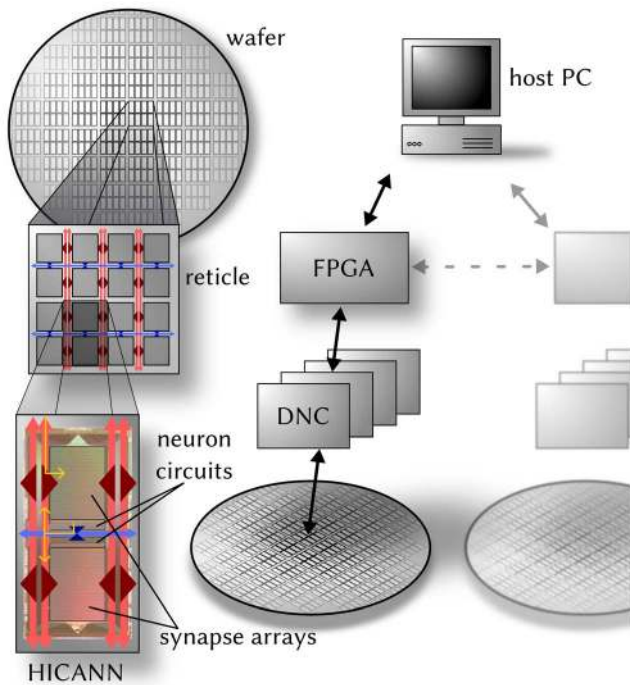 wafer
host PC
FPGA
reticle
DNC
neuron
circuits
synapse arrays
HICANN